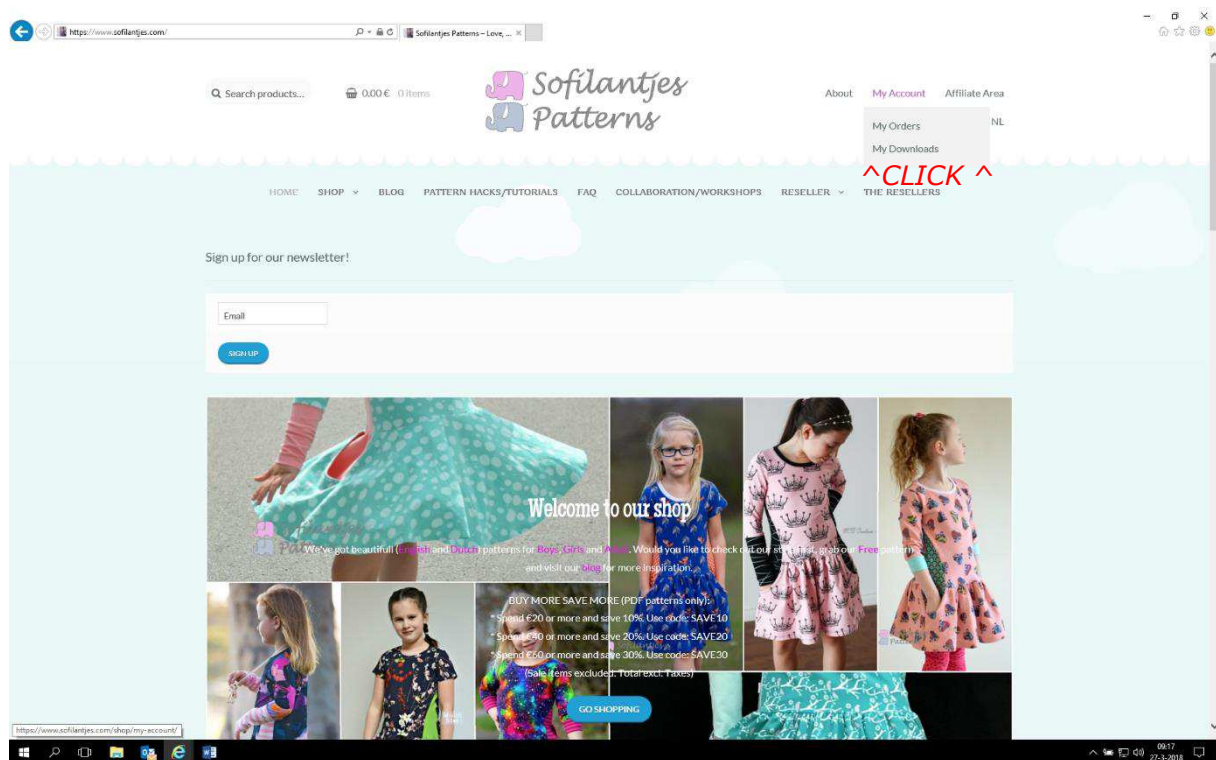 https://www.sofilantjes.com/
Sofilantjes Patterns – Love, ...
Search products...
0.00 € 0 items
Sofilantjes
Patterns
About My Account Affiliate Area
My Orders NL
My Downloads
^CLICK ^
HOME SHOP BLOG PATTERN HACKS/TUTORIALS FAQ COLLABORATION/WORKSHOPS RESELLER THE RESELLERS
Sign up for our newsletter!
Email
SIGN UP
Welcome to our shop
We've got beautifull (English and Dutch) patterns for Boys, Girls and Would you like to check out our first, grab our Free pattern
and visit our blog for more inspiration.
BUY MORE SAVE MORE (PDF patterns only):
* Spend €20 or more and save 10%. Use code: SAVE10
* Spend €40 or more and save 20%. Use code: SAVE20
* Spend €60 or more and save 30%. Use code: SAVE30
(Sale items excluded. Total excl. Taxes)
GO SHOPPING
https://www.sofilantjes.com/shop/my-account/
09:17
27-3-2018